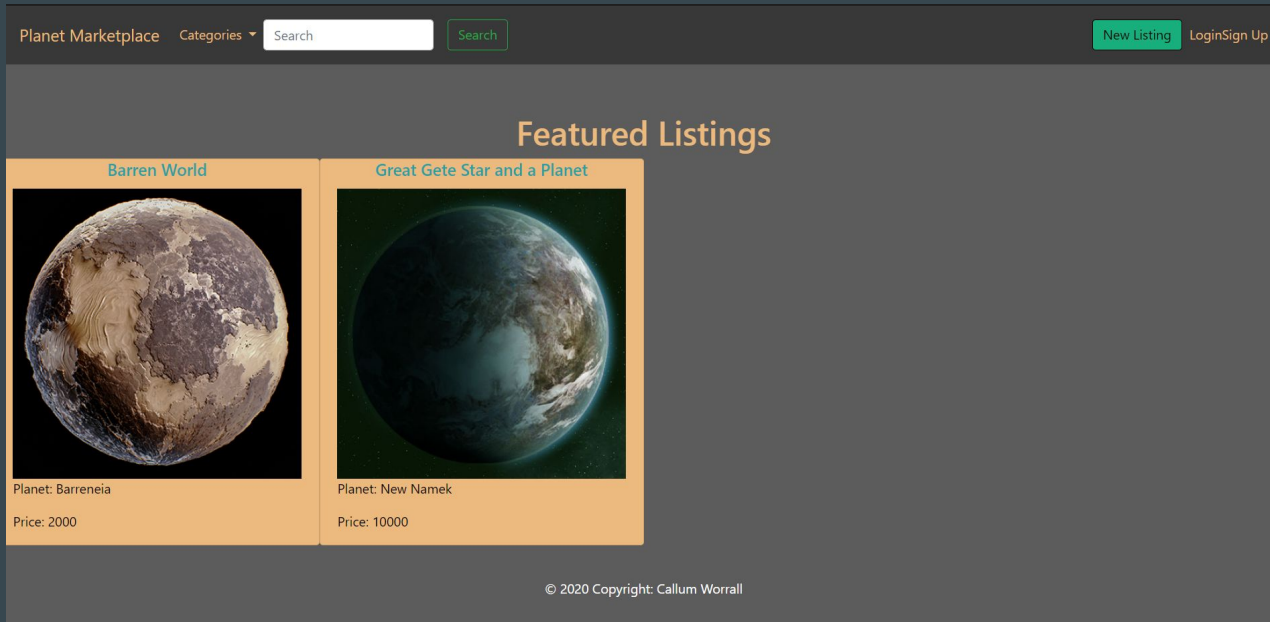 Planet Marketplace Categories Search Search New Listing LoginSign Up
Featured Listings
Barren World
Planet: Barreneia
Price: 2000
Great Gete Star and a Planet
Planet: New Namek
Price: 10000
© 2020 Copyright: Callum Worrall